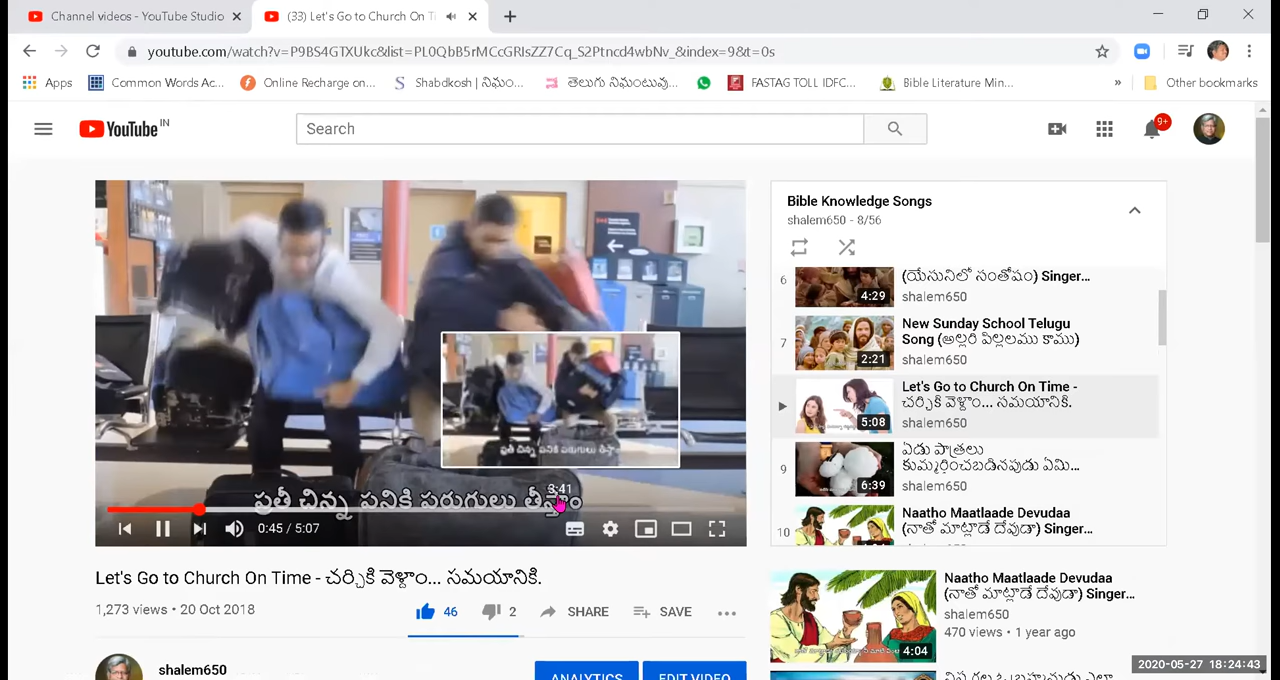 Channel videos - YouTube Studio
(33) Let's Go to Church On Ti
youtube.com/watch?v=P9BS4GTXUkc&list=PL0QbB5rMCcGRIsZZ7Cq_S2Ptncd4wbNv_&index=9&t=0s
Apps
Common Words Ac...
Online Recharge on...
Shabdkosh | నిఘం...
తెలుగు నిఘంటువు...
FASTAG TOLL IDFC...
Bible Literature Min...
»
Other bookmarks
YouTube IN
Search
9+
ప్రతీ చిన్న పనికి పరుగులు తీస్తాం
ప్రతీ చిన్న పనికి పరుగులు తీస్తాం
3:41
0:45 / 5:07
Let's Go to Church On Time - చర్చికి వెళ్దాం... సమయానికి.
1,273 views • 20 Oct 2018
46
2
SHARE
SAVE
shalem650
ANALYTICS
EDIT VIDEO
Bible Knowledge Songs
shalem650 - 8/56
6
(యేసునిలో సంతోషం) Singer...
shalem650
4:29
7
New Sunday School Telugu
Song (అల్లరి పిల్లలము కాము)
shalem650
2:21
Let's Go to Church On Time -
చర్చికి వెళ్దాం... సమయానికి.
shalem650
5:08
9
ఏడు పాత్రలు
కుమ్మరించబడినపుడు ఏమి...
shalem650
6:39
10
Naatho Maatlaade Devudaa
(నాతో మాట్లాడే దేవుడా) Singer...
Naatho Maatlaade Devudaa
(నాతో మాట్లాడే దేవుడా) Singer...
shalem650
470 views • 1 year ago
4:04
2020-05-27 18:24:43